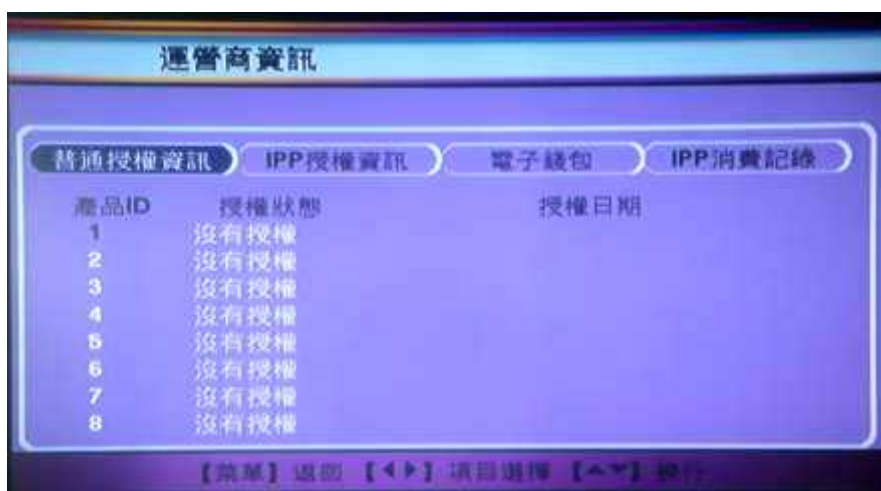 運營商資訊
普通授權資訊 IPP授權資訊 電子錢包 IPP消費記錄
產品ID 授權狀態 授權日期
1 沒有授權
2 沒有授權
3 沒有授權
4 沒有授權
5 沒有授權
6 沒有授權
7 沒有授權
8 沒有授權
【菜單】返回 【◀▶】項目選擇 【▲▼】換行